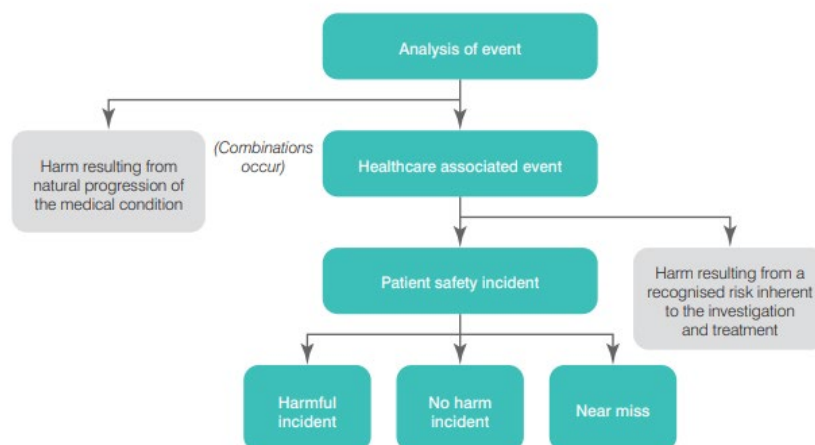 Analysis of event
Harm resulting from
natural progression of
the medical condition
(Combinations
occur)
Healthcare associated event
Patient safety incident
Harm resulting from a
recognised risk inherent
to the investigation
and treatment
Harmful
incident
No harm
incident
Near miss